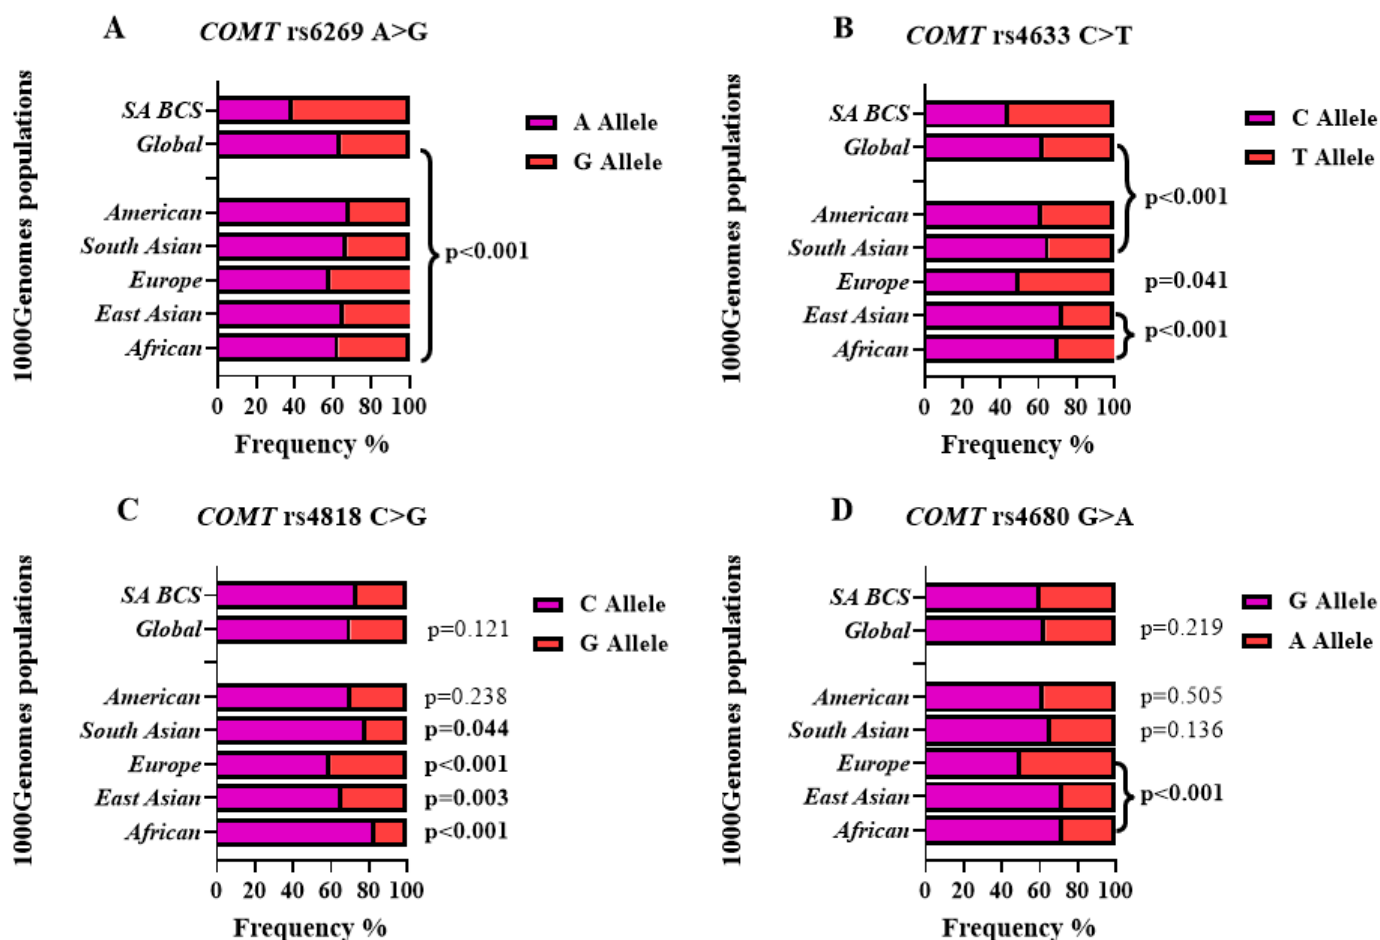 A
COMT rs6269 A>G
1000Genomes populations
SA BCS
Global
American
South Asian
Europe
East Asian
African
p<0.001
A Allele
G Allele
0 20 40 60 80 100
Frequency %
B
COMT rs4633 C>T
1000Genomes populations
SA BCS
Global
American
South Asian
Europe
East Asian
African
p<0.001
p=0.041
p<0.001
C Allele
T Allele
0 20 40 60 80 100
Frequency %
C
COMT rs4818 C>G
1000Genomes populations
SA BCS
Global p=0.121
American p=0.238
South Asian p=0.044
Europe p<0.001
East Asian p=0.003
African p<0.001
C Allele
G Allele
0 20 40 60 80 100
Frequency %
D
COMT rs4680 G>A
1000Genomes populations
SA BCS
Global p=0.219
American p=0.505
South Asian p=0.136
Europe
East Asian p<0.001
African
G Allele
A Allele
0 20 40 60 80 100
Frequency %